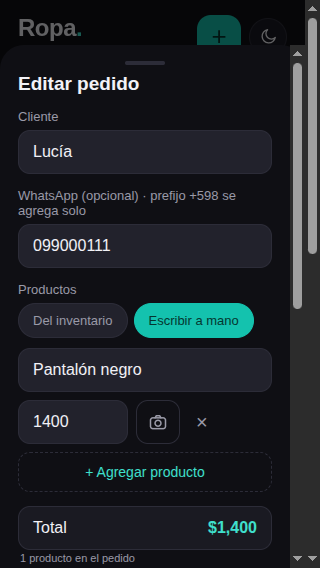 Ropa.
+
Editar pedido
Cliente
Lucía
WhatsApp (opcional) · prefijo +598 se
agrega solo
099000111
Productos
Del inventario
Escribir a mano
Pantalón negro
1400
×
+ Agregar producto
Total
$1,400
1 producto en el pedido